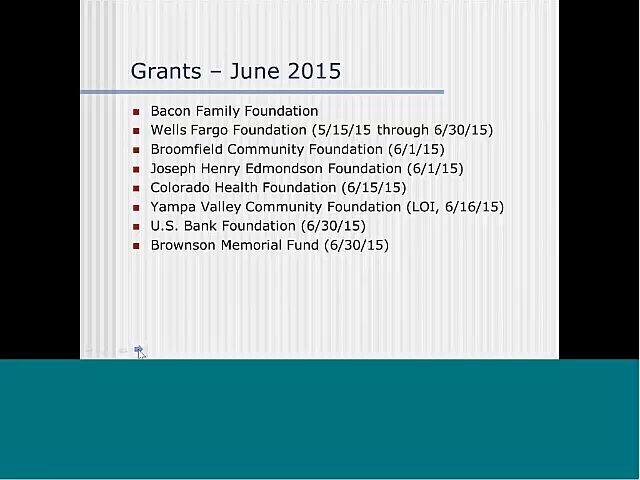 Grants – June 2015
Bacon Family Foundation
Wells Fargo Foundation (5/15/15 through 6/30/15)
Broomfield Community Foundation (6/1/15)
Joseph Henry Edmondson Foundation (6/1/15)
Colorado Health Foundation (6/15/15)
Yampa Valley Community Foundation (LOI, 6/16/15)
U.S. Bank Foundation (6/30/15)
Brownson Memorial Fund (6/30/15)